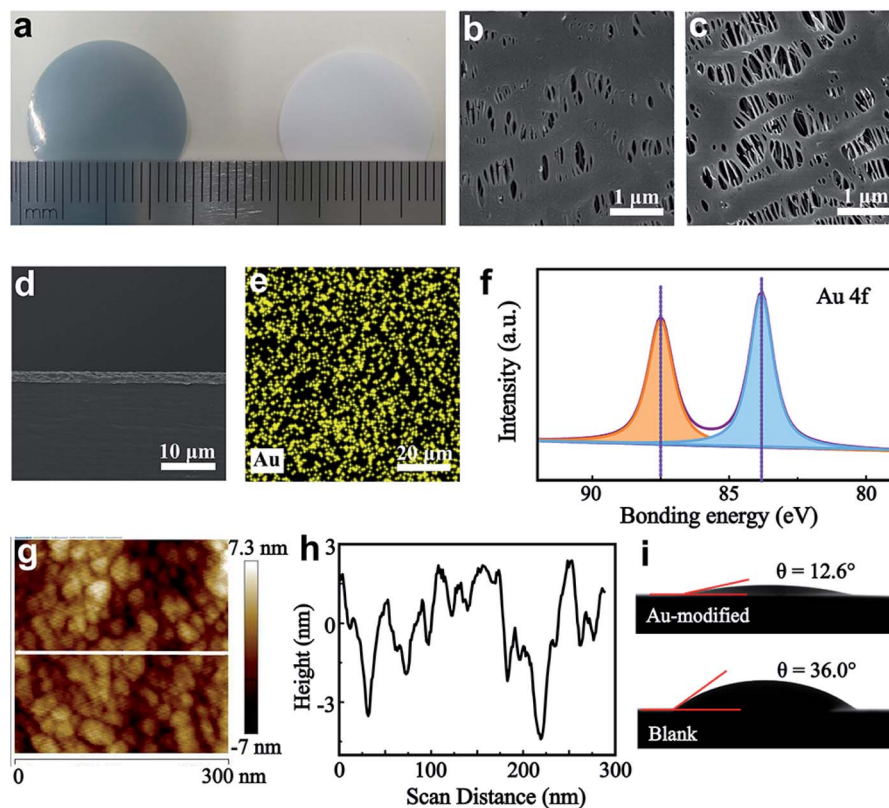 a
mm
b
1 μm
c
1 μm
d
10 μm
e
Au
20 μm
f
Au 4f
Intensity (a.u.)
90
85
80
Bonding energy (eV)
g
7.3 nm
-7 nm
0
300 nm
h
3
0
-3
Height (nm)
0
100
200
300
Scan Distance (nm)
i
θ = 12.6°
Au-modified
θ = 36.0°
Blank